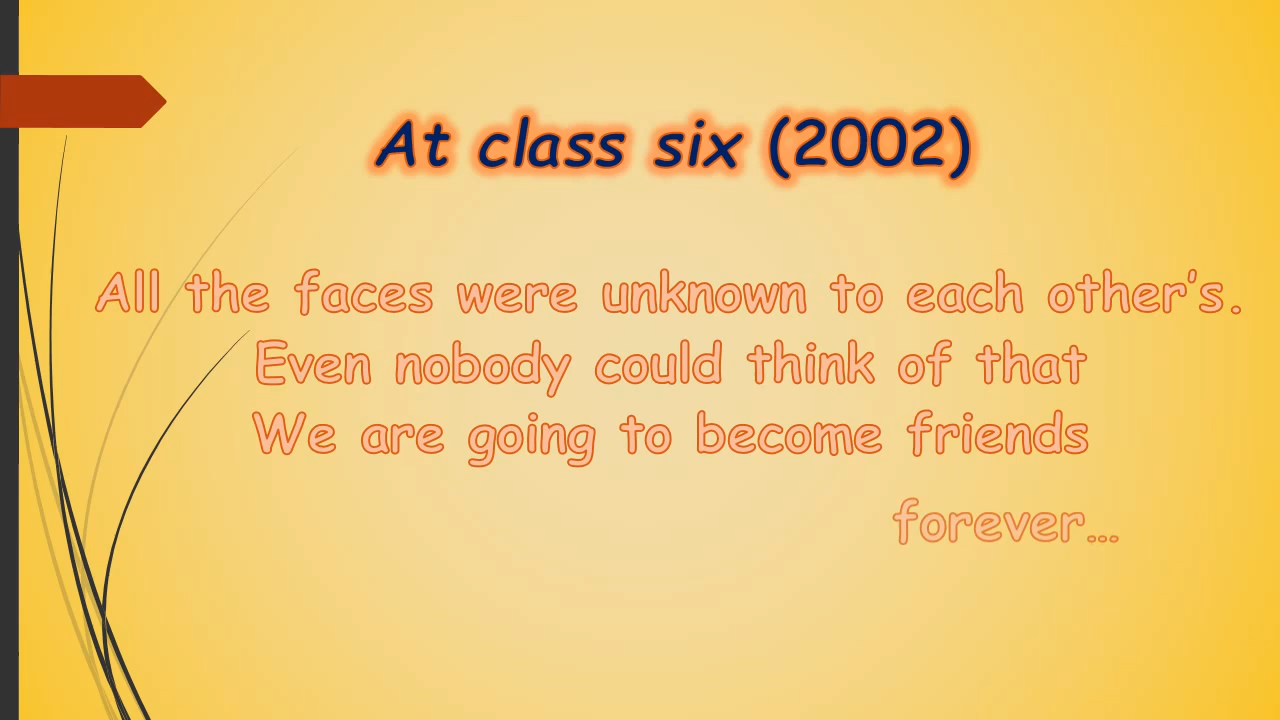 At class six (2002)
All the faces were unknown to each other’s.
Even nobody could think of that
We are going to become friends
forever…